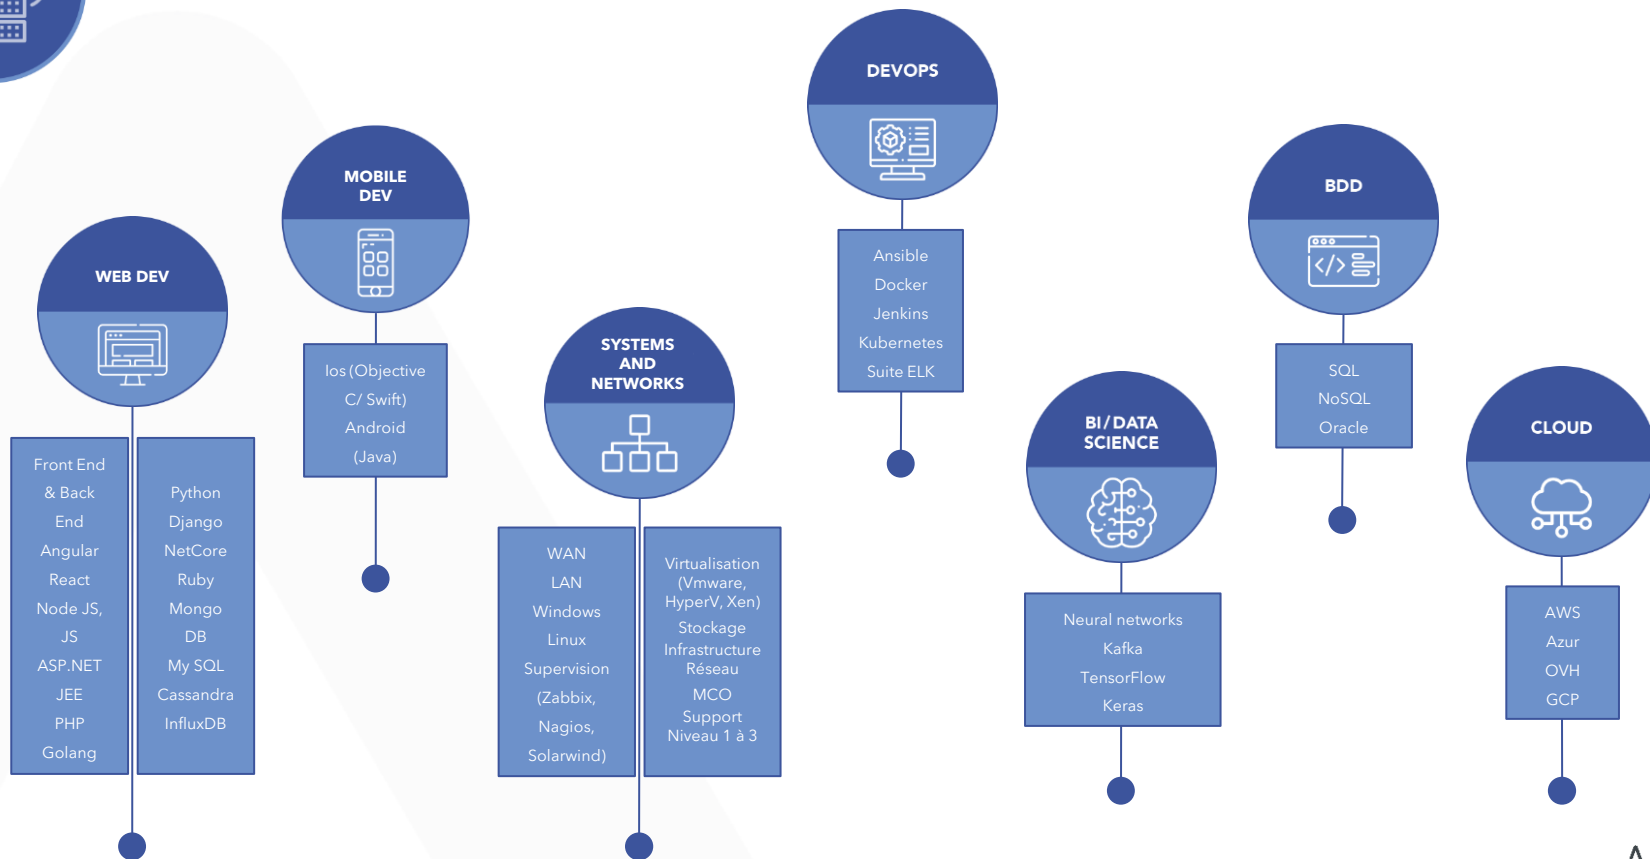 WEB DEV
Front End
& Back
End
Angular
React
Node JS,
JS
ASP.NET
JEE
PHP
Golang
Python
Django
NetCore
Ruby
Mongo
DB
My SQL
Cassandra
InfluxDB
MOBILE
DEV
Ios (Objective
C/ Swift)
Android
(Java)
SYSTEMS
AND
NETWORKS
WAN
LAN
Windows
Linux
Supervision
(Zabbix,
Nagios,
Solarwind)
Virtualisation
(Vmware,
HyperV, Xen)
Stockage
Infrastructure
Réseau
MCO
Support
Niveau 1 à 3
DEVOPS
Ansible
Docker
Jenkins
Kubernetes
Suite ELK
BI/DATA
SCIENCE
Neural networks
Kafka
TensorFlow
Keras
BDD
SQL
NoSQL
Oracle
CLOUD
AWS
Azur
OVH
GCP